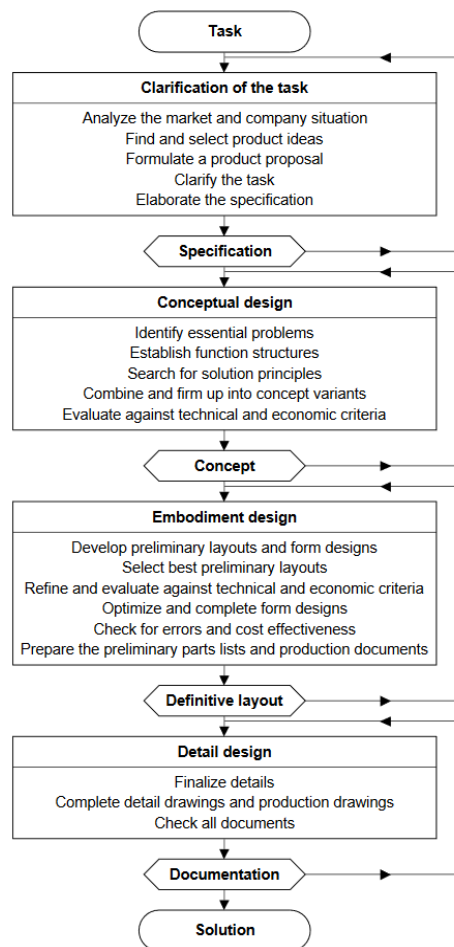 Task
Clarification of the task
Analyze the market and company situation
Find and select product ideas
Formulate a product proposal
Clarify the task
Elaborate the specification
Specification
Conceptual design
Identify essential problems
Establish function structures
Search for solution principles
Combine and firm up into concept variants
Evaluate against technical and economic criteria
Concept
Embodiment design
Develop preliminary layouts and form designs
Select best preliminary layouts
Refine and evaluate against technical and economic criteria
Optimize and complete form designs
Check for errors and cost effectiveness
Prepare the preliminary parts lists and production documents
Definitive layout
Detail design
Finalize details
Complete detail drawings and production drawings
Check all documents
Documentation
Solution